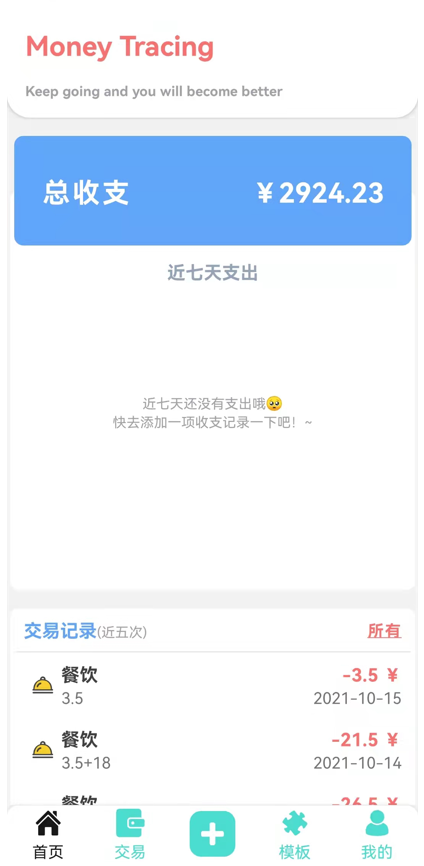 Money Tracing
Keep going and you will become better
总收支 ￥2924.23
近七天支出
近七天还没有支出哦🥺
快去添加一项收支记录一下吧！~
交易记录(近五次) 所有
餐饮 -3.5 ￥
3.5 2021-10-15
餐饮 -21.5 ￥
3.5+18 2021-10-14
餐饮 -26.5 ￥
首页 交易 模板 我的